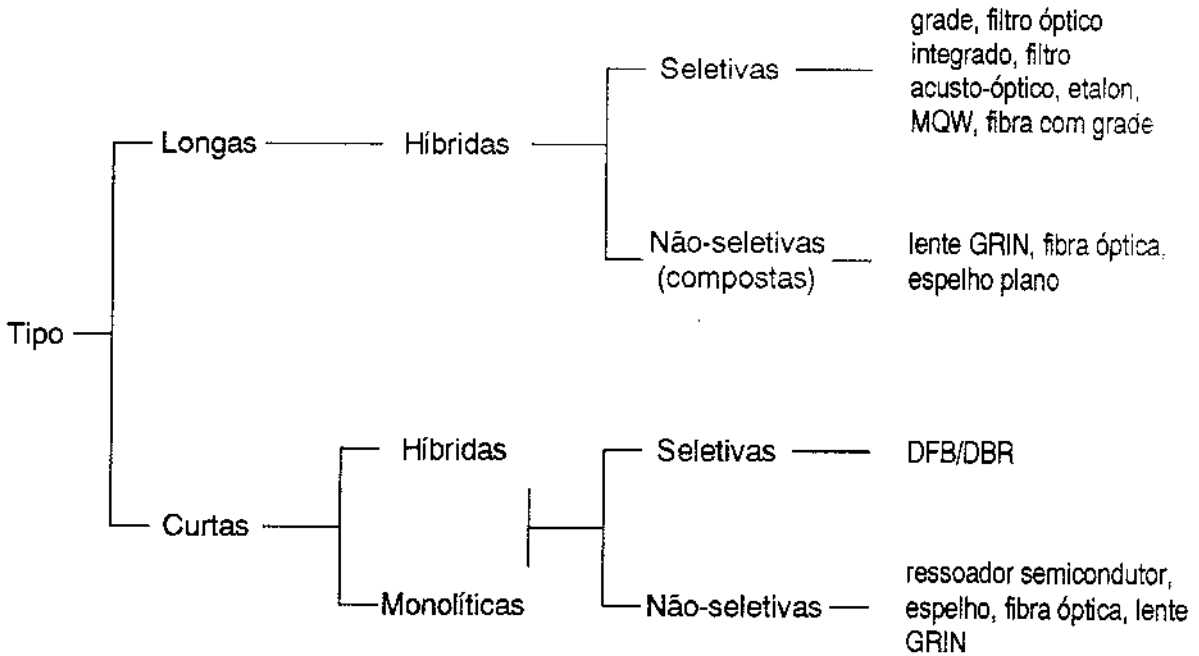 grade, filtro óptico
integrado, filtro
acusto-óptico, etalon,
MQW, fibra com grade
Seletivas
Longas
Híbridas
Não-seletivas
(compostas)
lente GRIN, fibra óptica,
espelho plano
Tipo
Híbridas
Seletivas
DFB/DBR
Curtas
Monolíticas
Não-seletivas
ressoador semicondutor,
espelho, fibra óptica, lente
GRIN